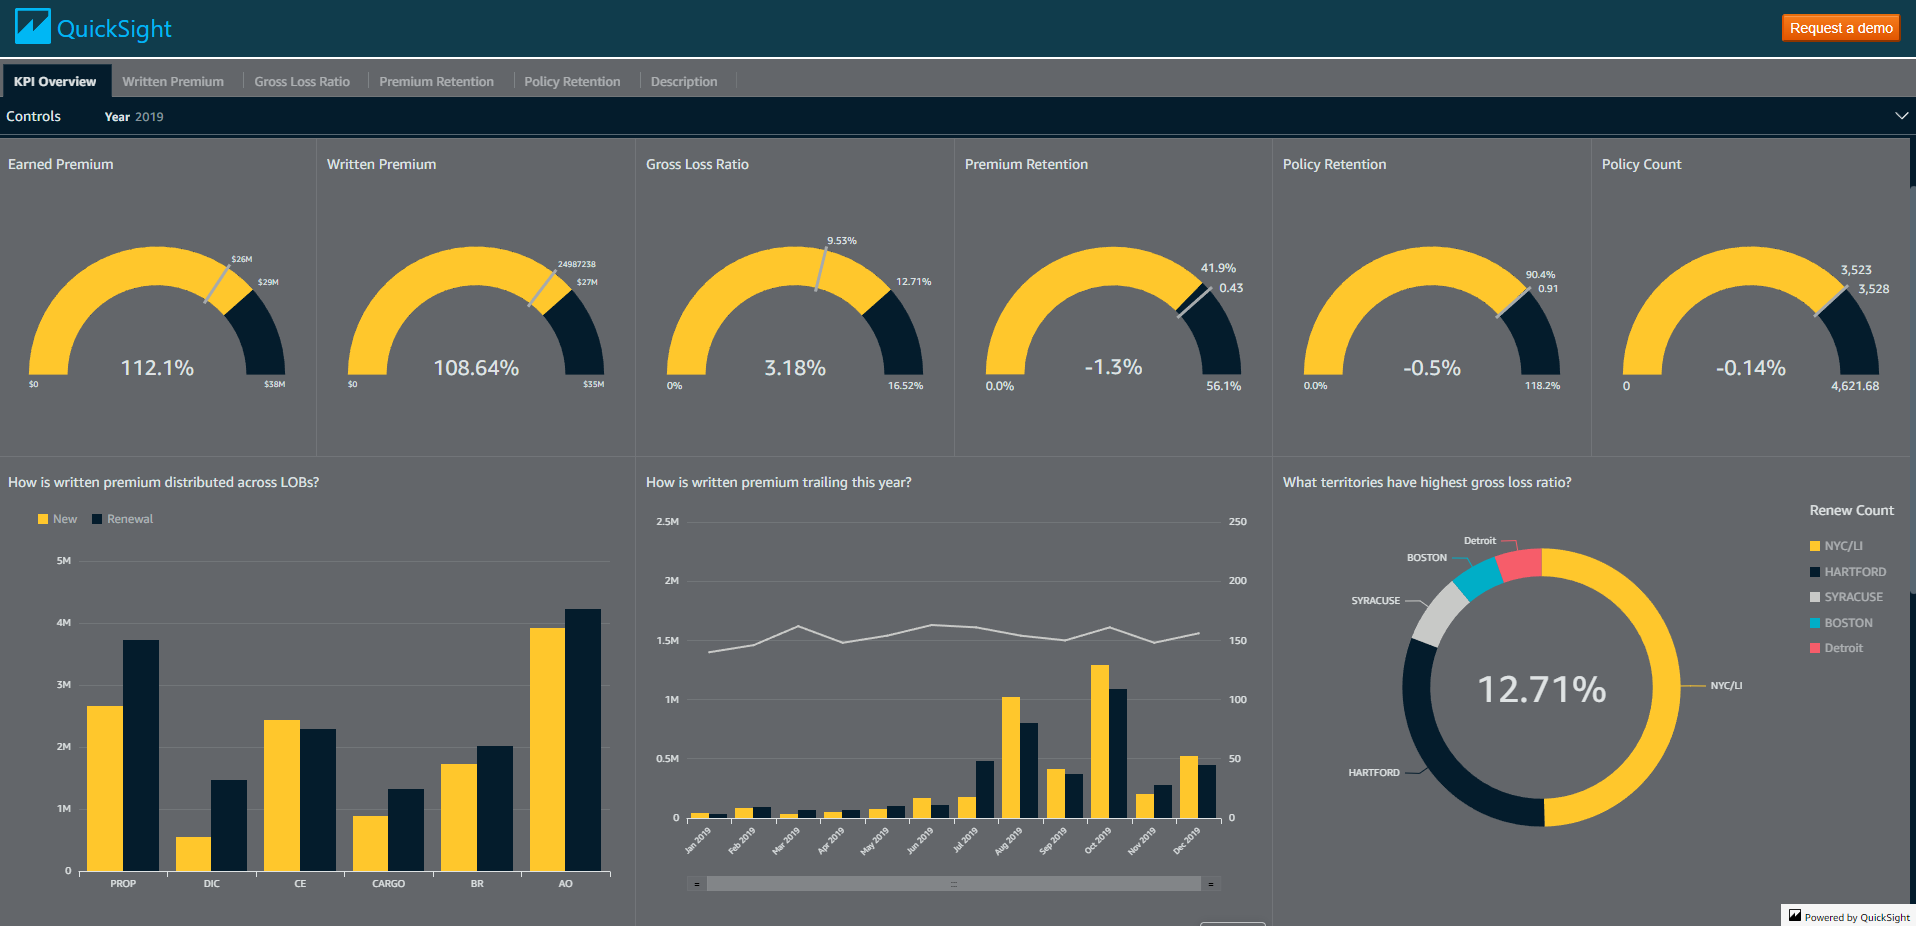 QuickSight
Request a demo
KPI Overview
Written Premium
Gross Loss Ratio
Premium Retention
Policy Retention
Description
Controls
Year 2019
Earned Premium
$26M
$29M
112.1%
$0
$38M
Written Premium
24987238
$27M
108.64%
$0
$35M
Gross Loss Ratio
9.53%
12.71%
3.18%
0%
16.52%
Premium Retention
41.9%
0.43
-1.3%
0.0%
56.1%
Policy Retention
90.4%
0.91
-0.5%
0.0%
118.2%
Policy Count
3,523
3,528
-0.14%
0
4,621.68
How is written premium distributed across LOBs?
New
Renewal
5M
4M
3M
2M
1M
0
PROP
DIC
CE
CARGO
BR
AO
How is written premium trailing this year?
2.5M
2M
1.5M
1M
0.5M
0
250
200
150
100
50
0
Jan 2019
Feb 2019
Mar 2019
Apr 2019
May 2019
Jun 2019
Jul 2019
Aug 2019
Sep 2019
Oct 2019
Nov 2019
Dec 2019
What territories have highest gross loss ratio?
Detroit
BOSTON
SYRACUSE
HARTFORD
NYC/LI
12.71%
Renew Count
NYC/LI
HARTFORD
SYRACUSE
BOSTON
Detroit
Powered by QuickSight